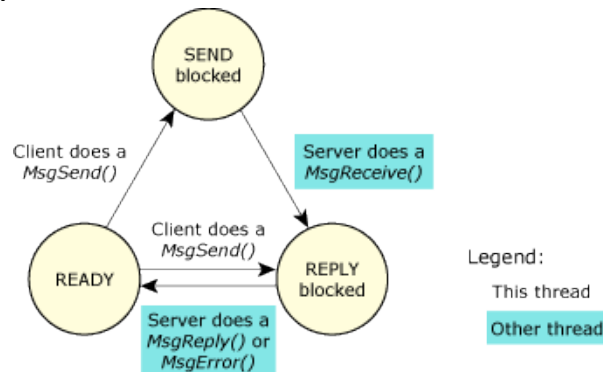 SEND
blocked
Client does a
MsgSend()
Server does a
MsgReceive()
Client does a
MsgSend()
READY
REPLY
blocked
Server does a
MsgReply() or
MsgError()
Legend:
This thread
Other thread